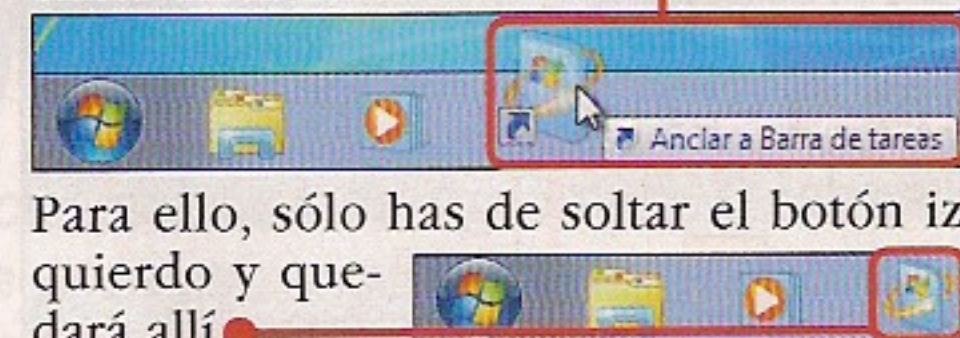 Anclar a Barra de tareas
Para ello, sólo has de soltar el botón iz
quierdo y que-
dará allí